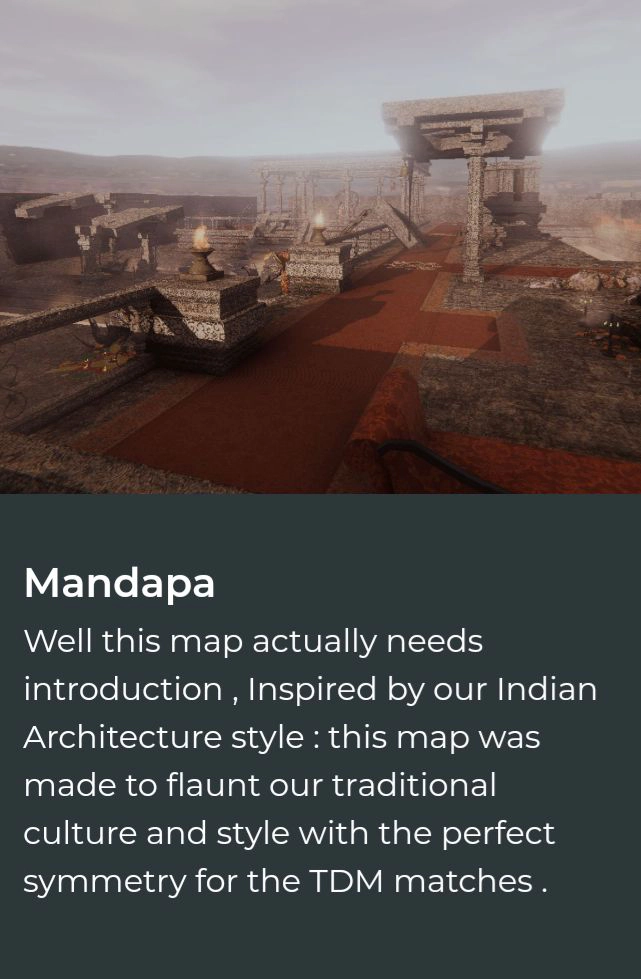 Mandapa
Well this map actually needs
introduction , Inspired by our Indian
Architecture style : this map was
made to flaunt our traditional
culture and style with the perfect
symmetry for the TDM matches .